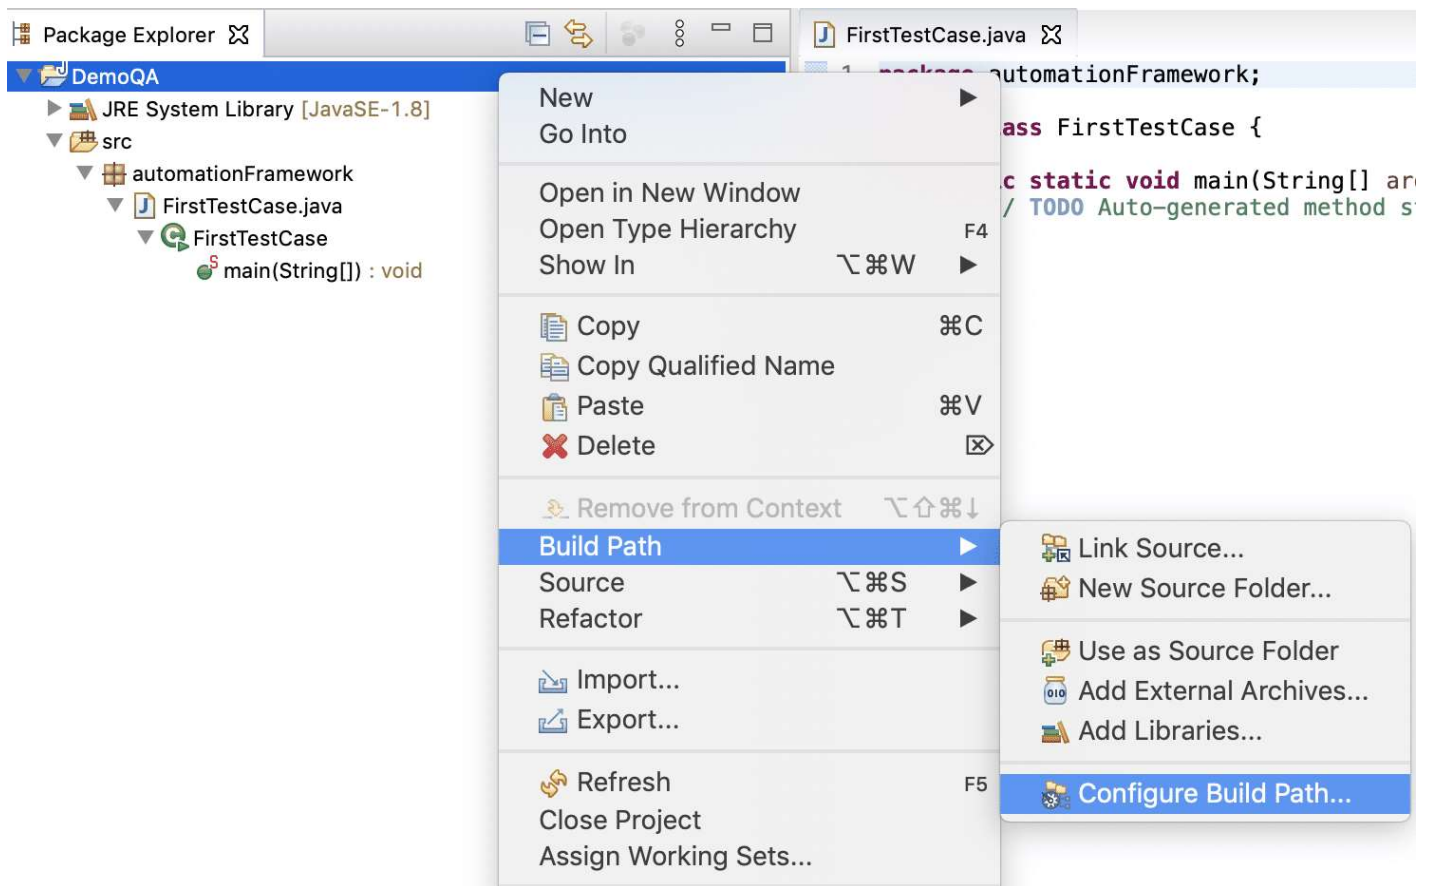 Package Explorer
FirstTestCase.java
DemoQA
JRE System Library [JavaSE-1.8]
src
automationFramework
FirstTestCase.java
FirstTestCase
S main(String[]) : void
1 package automationFramework;
ass FirstTestCase {
c static void main(String[] ar
/ TODO Auto-generated method s
New
Go Into
Open in New Window
Open Type Hierarchy F4
Show In ⌥⌘W
Copy ⌘C
Copy Qualified Name
Paste ⌘V
Delete ⌦
Remove from Context ⌥⇧⌘↓
Build Path
Source ⌥⌘S
Refactor ⌥⌘T
Import...
Export...
Refresh F5
Close Project
Assign Working Sets...
Link Source...
New Source Folder...
Use as Source Folder
Add External Archives...
Add Libraries...
Configure Build Path...